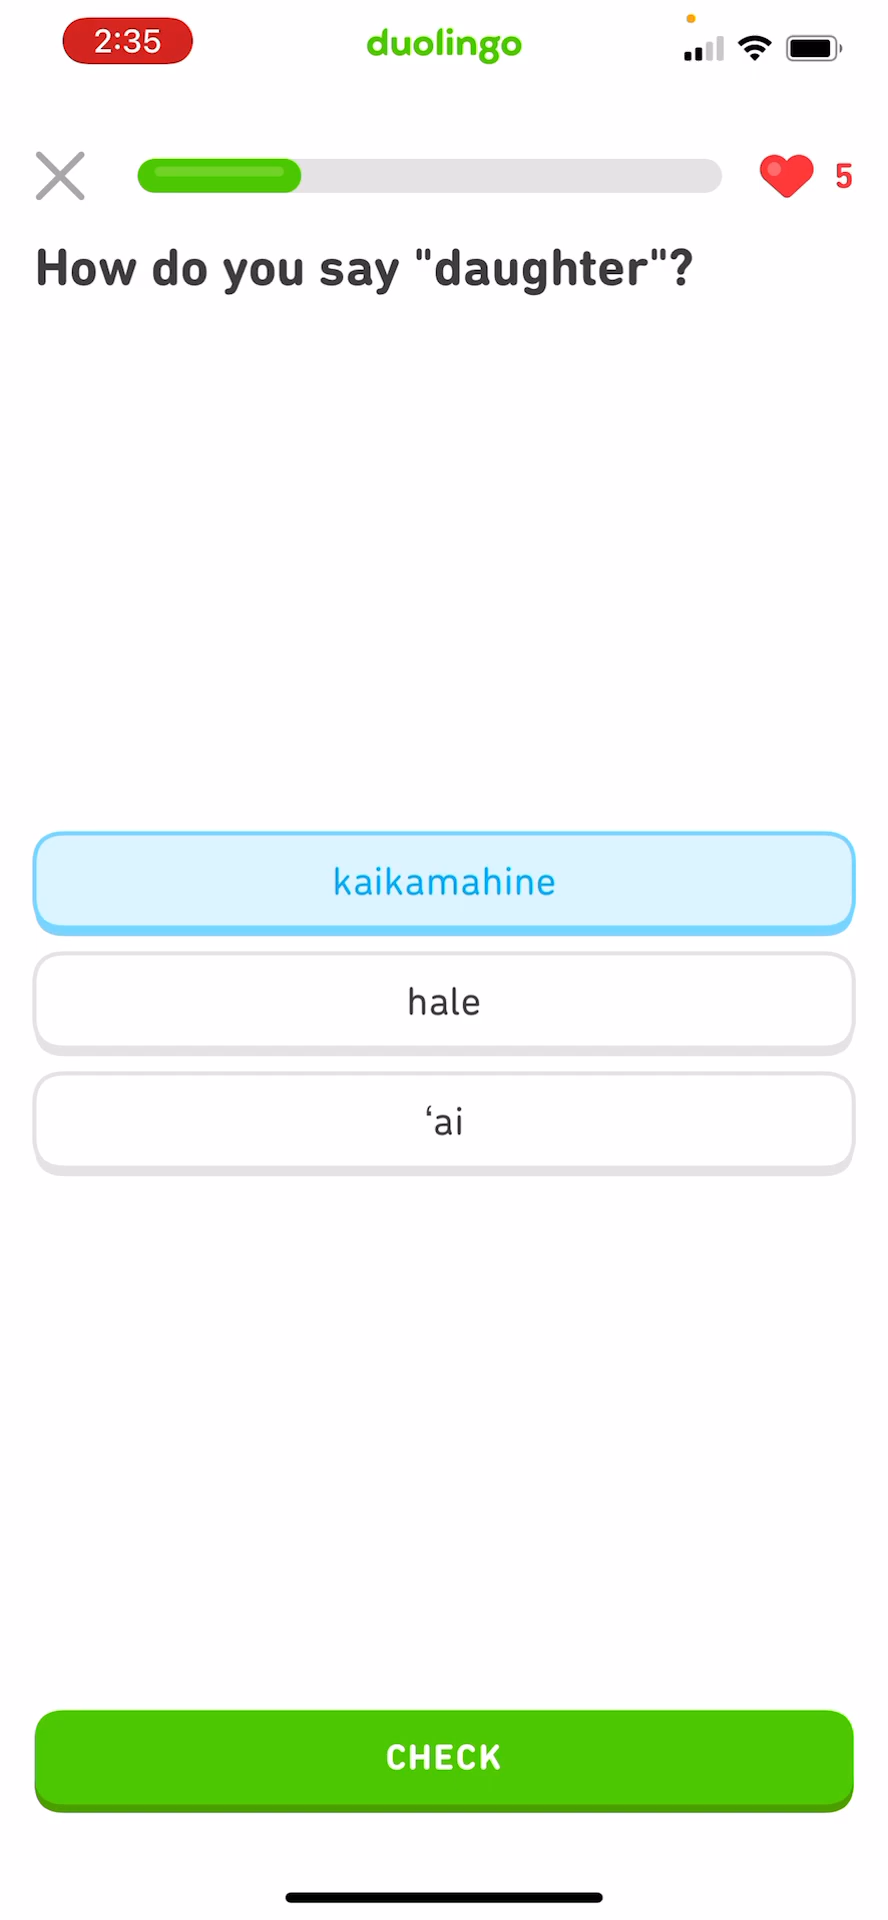 2:35
duolingo
5
How do you say "daughter"?
kaikamahine
hale
ʻai
CHECK